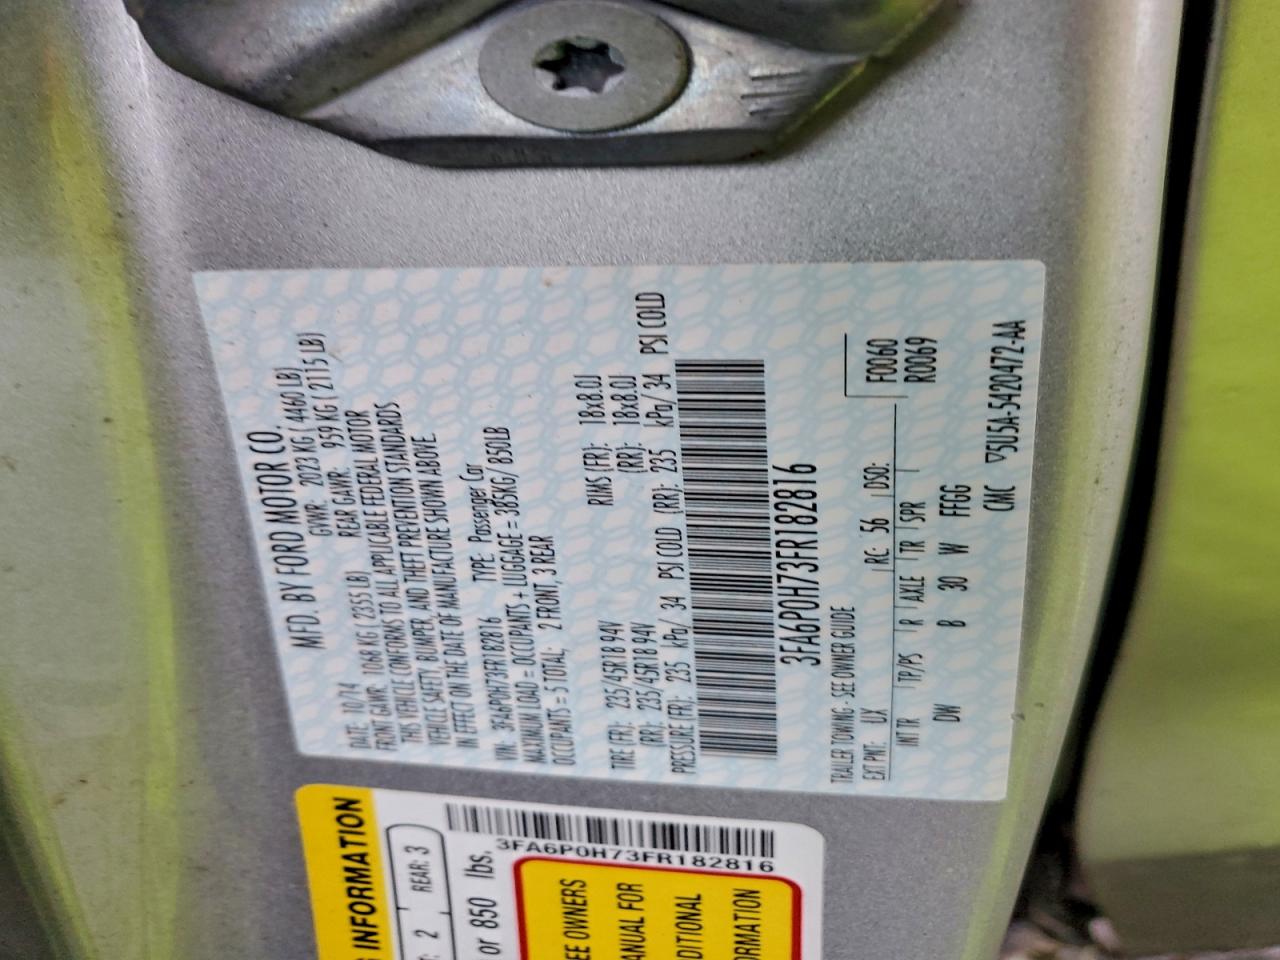 MFD. BY FORD MOTOR CO.
DATE: 10/14 GVWR: 2023 KG ( 4460 LB)
FRONT GAWR: 1068 KG ( 2355 LB) REAR GAWR: 959 KG ( 2115 LB)
THIS VEHICLE CONFORMS TO ALL APPLICABLE FEDERAL MOTOR
VEHICLE SAFETY, BUMPER, AND THEFT PREVENTION STANDARDS
IN EFFECT ON THE DATE OF MANUFACTURE SHOWN ABOVE
VIN: 3FA6P0H73FR182816 TYPE: Passenger Car
MAXIMUM LOAD = OCCUPANTS + LUGGAGE = 385KG/ 850LB
OCCUPANTS = 5 TOTAL; 2 FRONT, 3 REAR
TIRE FR): 235/45R18 94V RIMS (FR): 18x8.0J
(RR): 235/45R18 94V (RR): 18x8.0J
PRESSURE (FR): 235 kPa/ 34 PSI COLD (RR): 235 kPa/ 34 PSI COLD
3FA6P0H73FR182816
TRAILER TOWING - SEE OWNER GUIDE F0060
EXT PNT: UX RC: 56 DSO: R0069
INT TR TP/PS R AXLE TR SPR
DW B 30 W FFGG
CMC ▽5U5A-5420472-AA
INFORMATION
2 REAR: 3
or 850 lbs.
3FA6P0H73FR182816
EE OWNERS
ANUAL FOR
DITIONAL
ORMATION